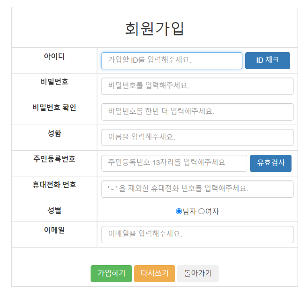 회원가입
아이디 가입할 ID를 입력해주세요. ID 체크
비밀번호 비밀번호를 입력해주세요.
비밀번호 확인 비밀번호를 한번 더 입력해주세요.
성함 이름을 입력해주세요.
주민등록번호 주민등록번호 13자리를 입력해주세요. 유효검사
휴대전화 번호 '-'을 제외한 휴대전화 번호를 입력해주세요.
성별 남자 여자
이메일 이메일을 입력해주세요.
가입하기 다시쓰기 돌아가기